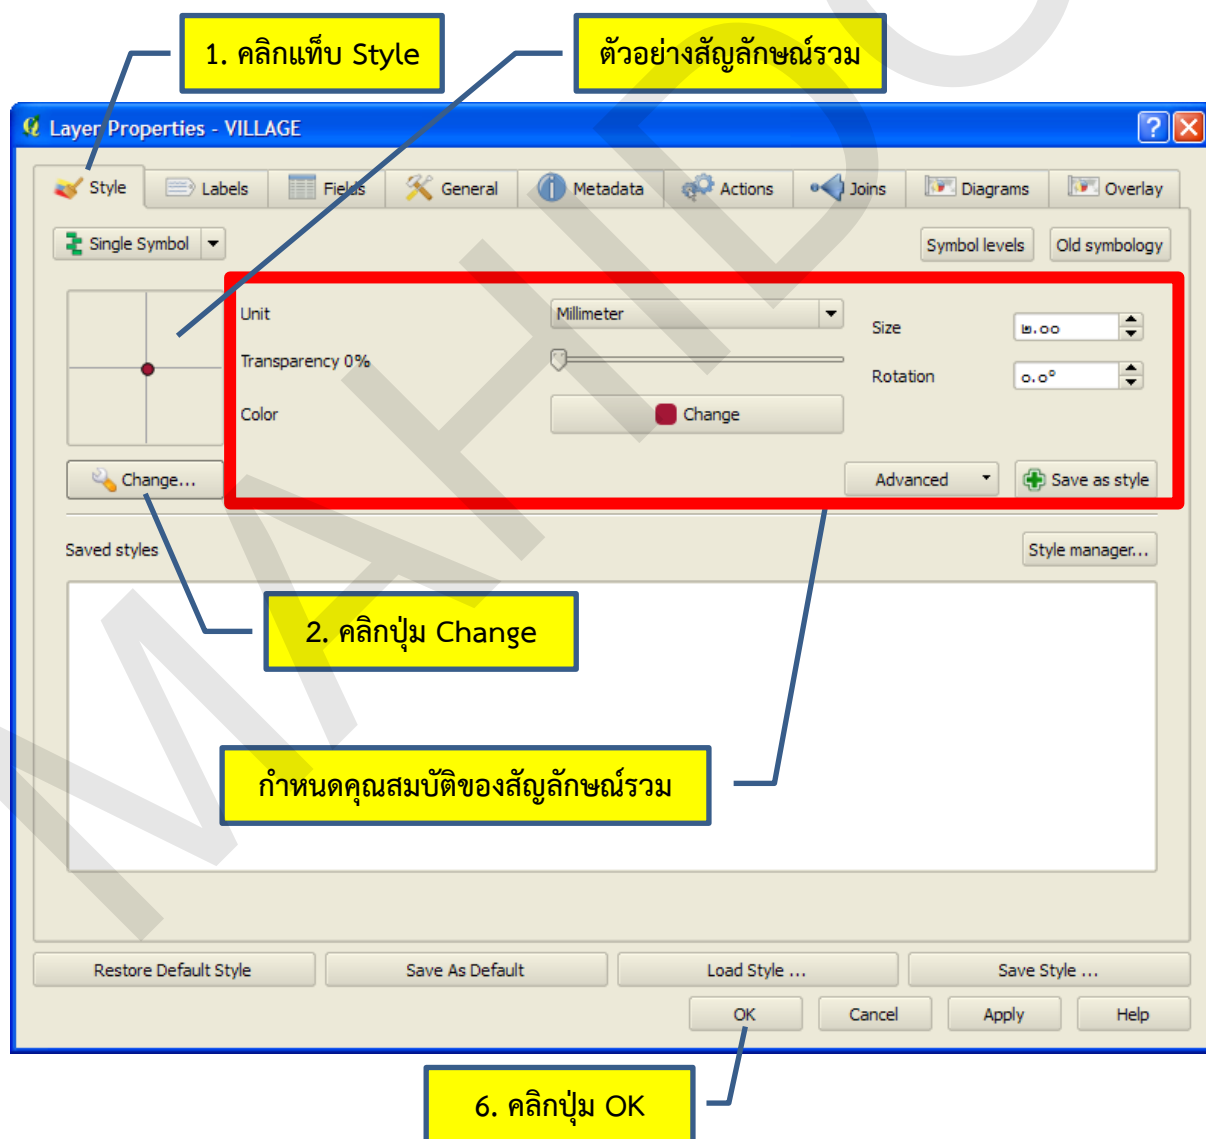 1. คลิกแท็บ Style
ตัวอย่างสัญลักษณ์รวม
Layer Properties - VILLAGE
Style
Labels
Fields
General
Metadata
Actions
Joins
Diagrams
Overlay
Single Symbol
Symbol levels
Old symbology
Unit
Millimeter
Size
๒.๐๐
Transparency 0%
Rotation
๐.๐°
Color
Change
Change...
Advanced
Save as style
Saved styles
Style manager...
2. คลิกปุ่ม Change
กำหนดคุณสมบัติของสัญลักษณ์รวม
Restore Default Style
Save As Default
Load Style ...
Save Style ...
OK
Cancel
Apply
Help
6. คลิกปุ่ม OK
MAHIDO